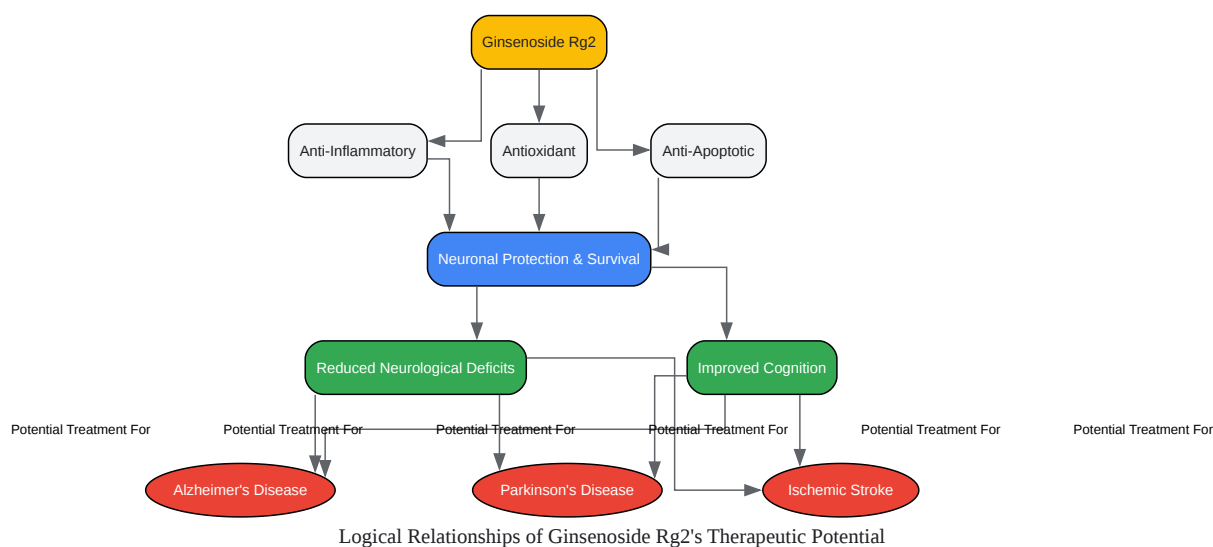 Ginsenoside Rg2
Anti-Inflammatory
Antioxidant
Anti-Apoptotic
Neuronal Protection & Survival
Reduced Neurological Deficits
Improved Cognition
Potential Treatment For
Potential Treatment For
Potential Treatment For
Potential Treatment For
Potential Treatment For
Potential Treatment For
Alzheimer's Disease
Parkinson's Disease
Ischemic Stroke
Logical Relationships of Ginsenoside Rg2's Therapeutic Potential